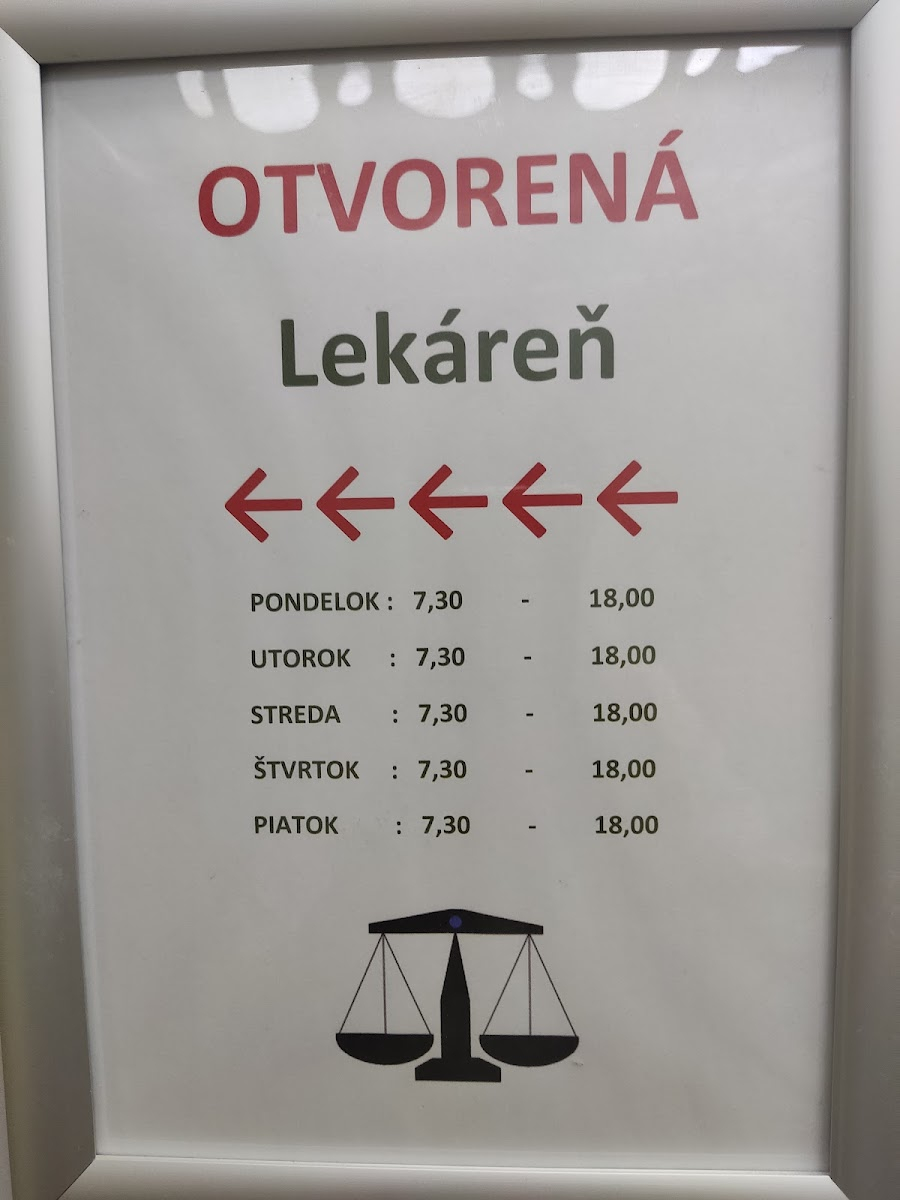 OTVORENÁ
Lekáreň
←←←←←
PONDELOK : 7,30 - 18,00
UTOROK : 7,30 - 18,00
STREDA : 7,30 - 18,00
ŠTVRTOK : 7,30 - 18,00
PIATOK : 7,30 - 18,00